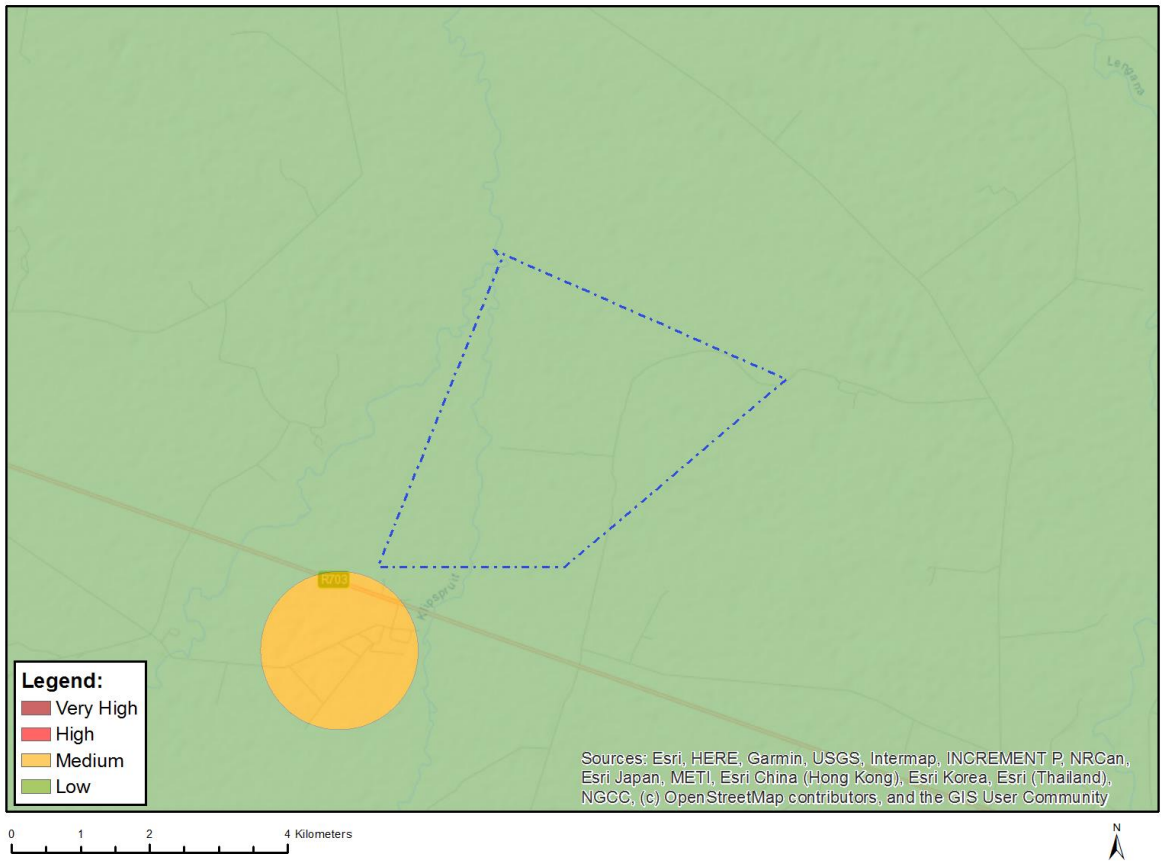 Lengana
R703
Klipspruit
Legend:
Very High
High
Medium
Low
Sources: Esri, HERE, Garmin, USGS, Intermap, INCREMENT P, NRCan,
Esri Japan, METI, Esri China (Hong Kong), Esri Korea, Esri (Thailand),
NGCC, (c) OpenStreetMap contributors, and the GIS User Community
0 1 2 4 Kilometers
N